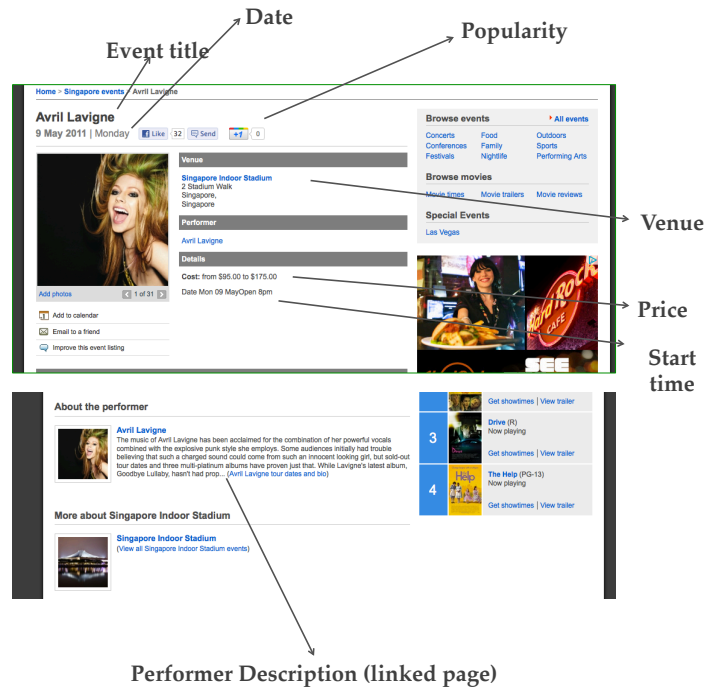 Date
Popularity
Event title
Home > Singapore events > Avril Lavigne
Avril Lavigne
9 May 2011 | Monday
Like 32 Send +1 0
Venue
Singapore Indoor Stadium
2 Stadium Walk
Singapore,
Singapore
Performer
Avril Lavigne
Details
Cost: from $95.00 to $175.00
Date Mon 09 MayOpen 8pm
Add photos
1 of 31
Add to calendar
Email to a friend
Improve this event listing
Browse events
All events
Concerts Food Outdoors
Conferences Family Sports
Festivals Nightlife Performing Arts
Browse movies
Movie times Movie trailers Movie reviews
Special Events
Las Vegas
Hard Rock
CAFE
SEE
Venue
Price
Start
time
About the performer
Avril Lavigne
The music of Avril Lavigne has been acclaimed for the combination of her powerful vocals
combined with the explosive punk style she employs. Some audiences initially had trouble
believing that such a charged sound could come from such an innocent looking girl, but sold-out
tour dates and three multi-platinum albums have proven just that. While Lavigne's latest album,
Goodbye Lullaby, hasn't had prop... (Avril Lavigne tour dates and bio)
More about Singapore Indoor Stadium
Singapore Indoor Stadium
(View all Singapore Indoor Stadium events)
Get showtimes | View trailer
3
Drive (R)
Now playing
Get showtimes | View trailer
4
Help
The Help (PG-13)
Now playing
Get showtimes | View trailer
Performer Description (linked page)